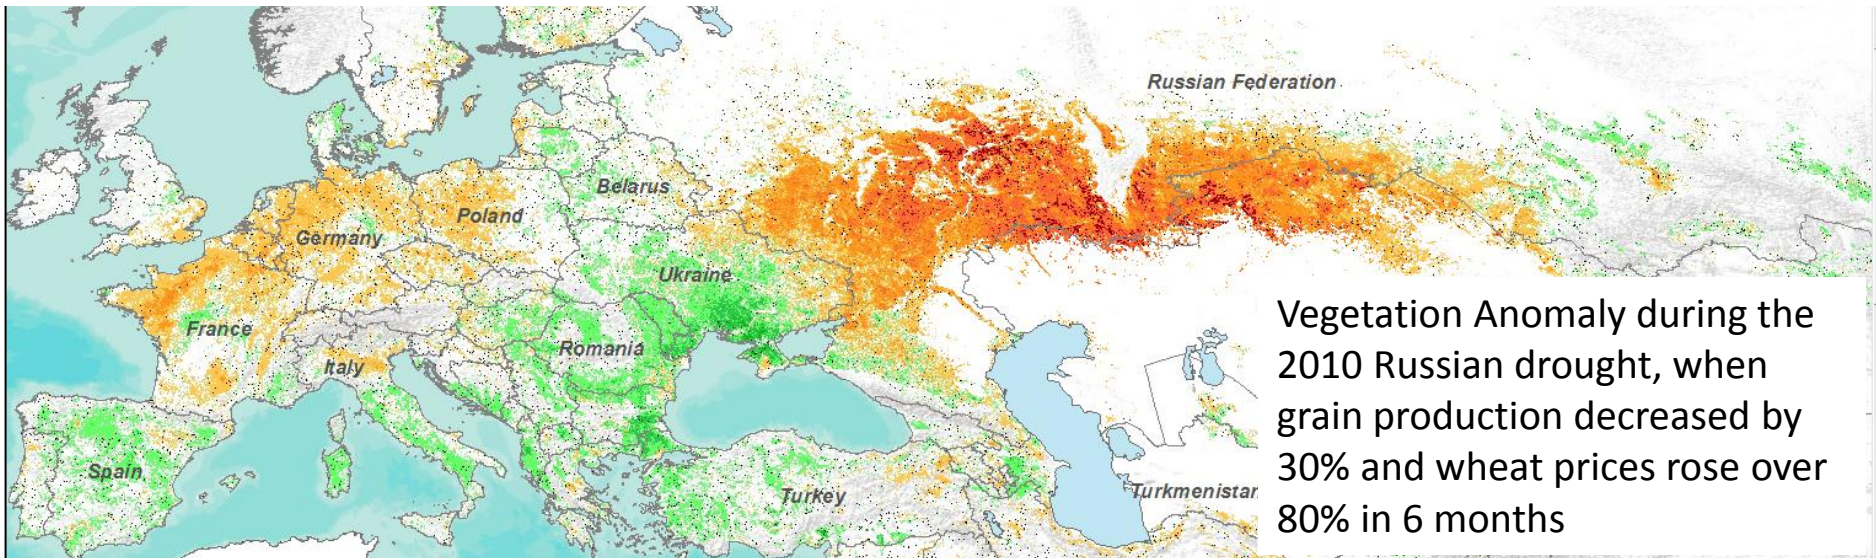 Russian Federation
Belarus
Poland
Germany
Ukraine
France
Romania
Italy
Spain
Turkey
Turkmenistan
Vegetation Anomaly during the
2010 Russian drought, when
grain production decreased by
30% and wheat prices rose over
80% in 6 months